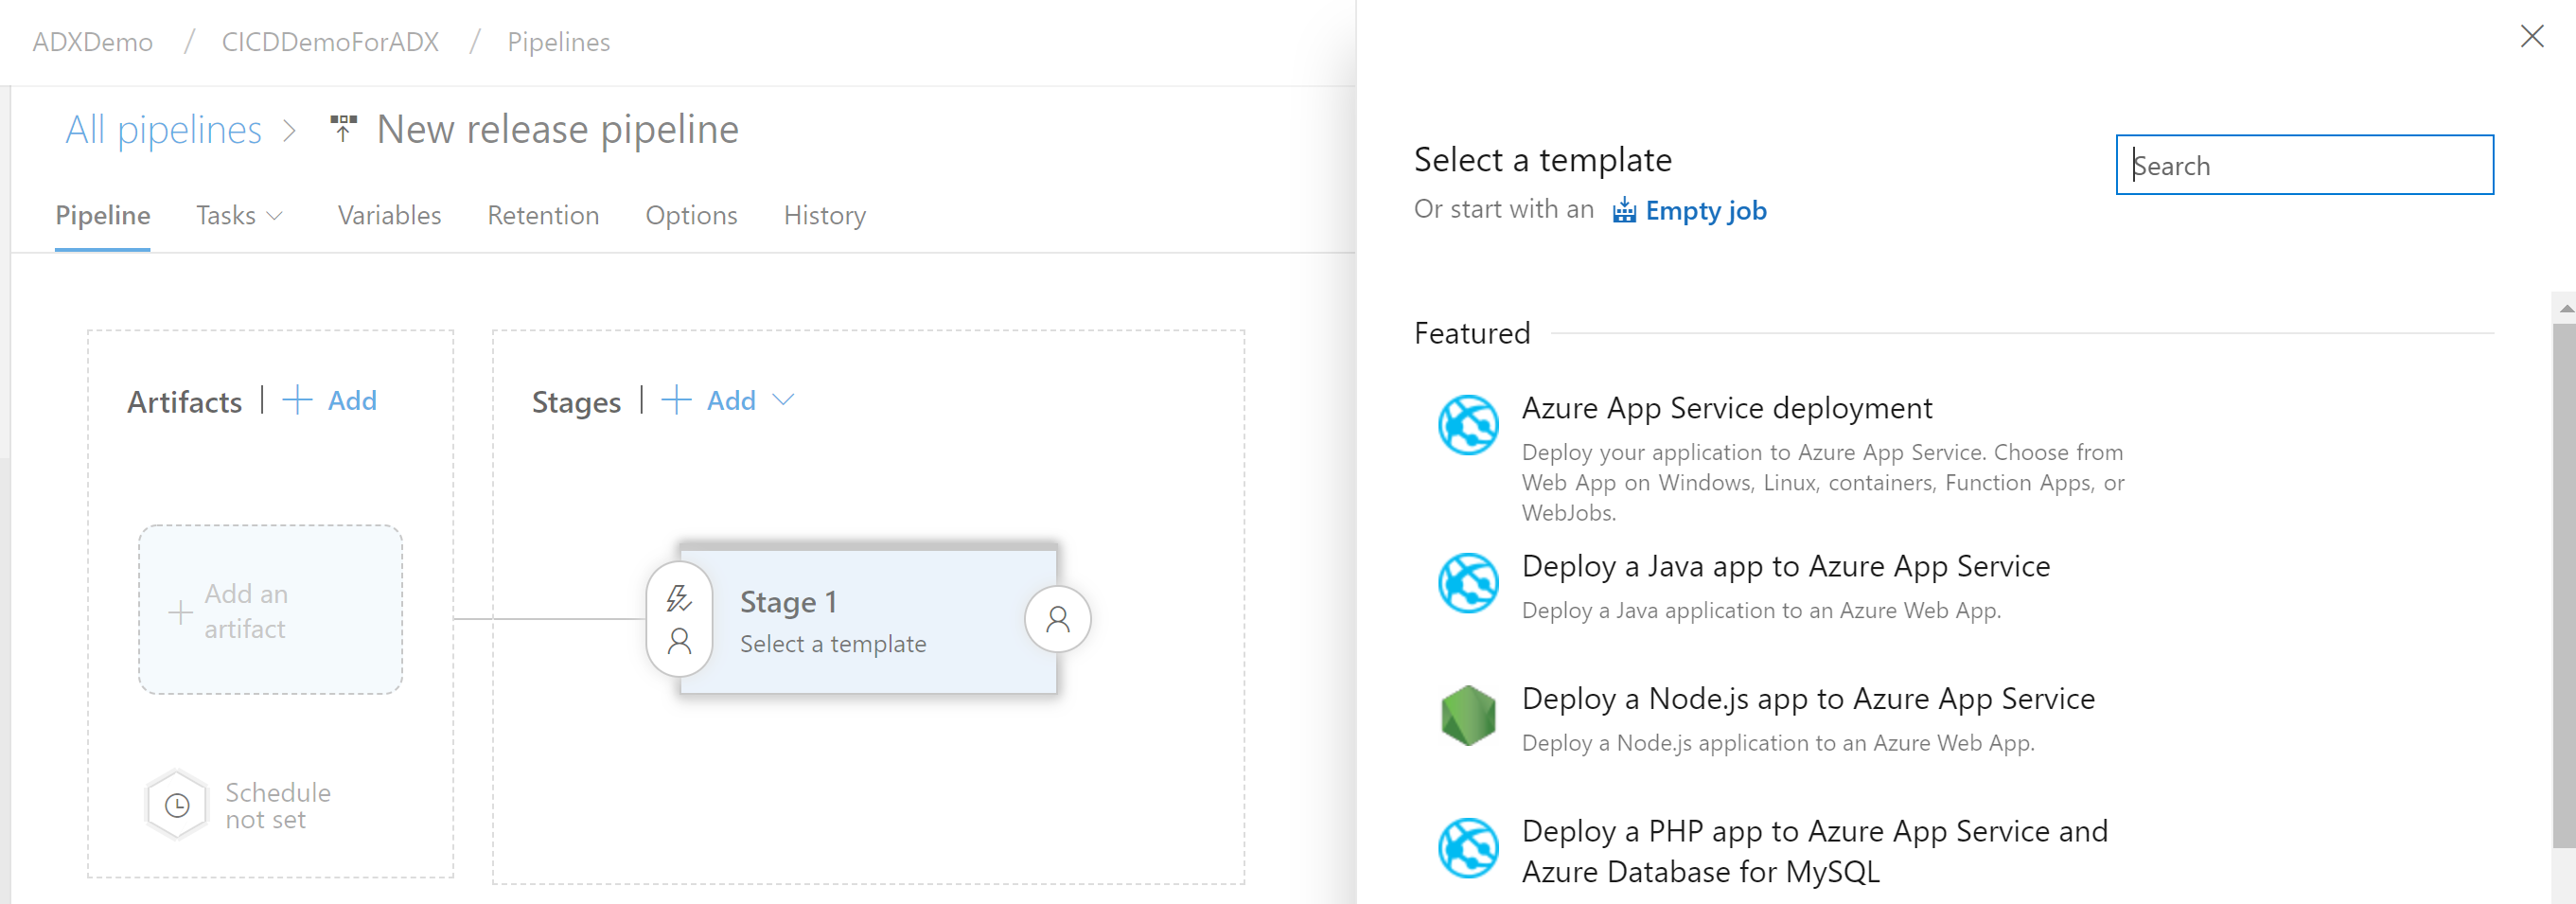 ADXDemo / CICDDemoForADX / Pipelines
All pipelines > New release pipeline
Pipeline Tasks Variables Retention Options History
Artifacts | + Add
Add an
artifact
Schedule
not set
Stages | + Add
Stage 1
Select a template
Select a template
Search
Or start with an Empty job
Featured
Azure App Service deployment
Deploy your application to Azure App Service. Choose from
Web App on Windows, Linux, containers, Function Apps, or
WebJobs.
Deploy a Java app to Azure App Service
Deploy a Java application to an Azure Web App.
Deploy a Node.js app to Azure App Service
Deploy a Node.js application to an Azure Web App.
Deploy a PHP app to Azure App Service and
Azure Database for MySQL